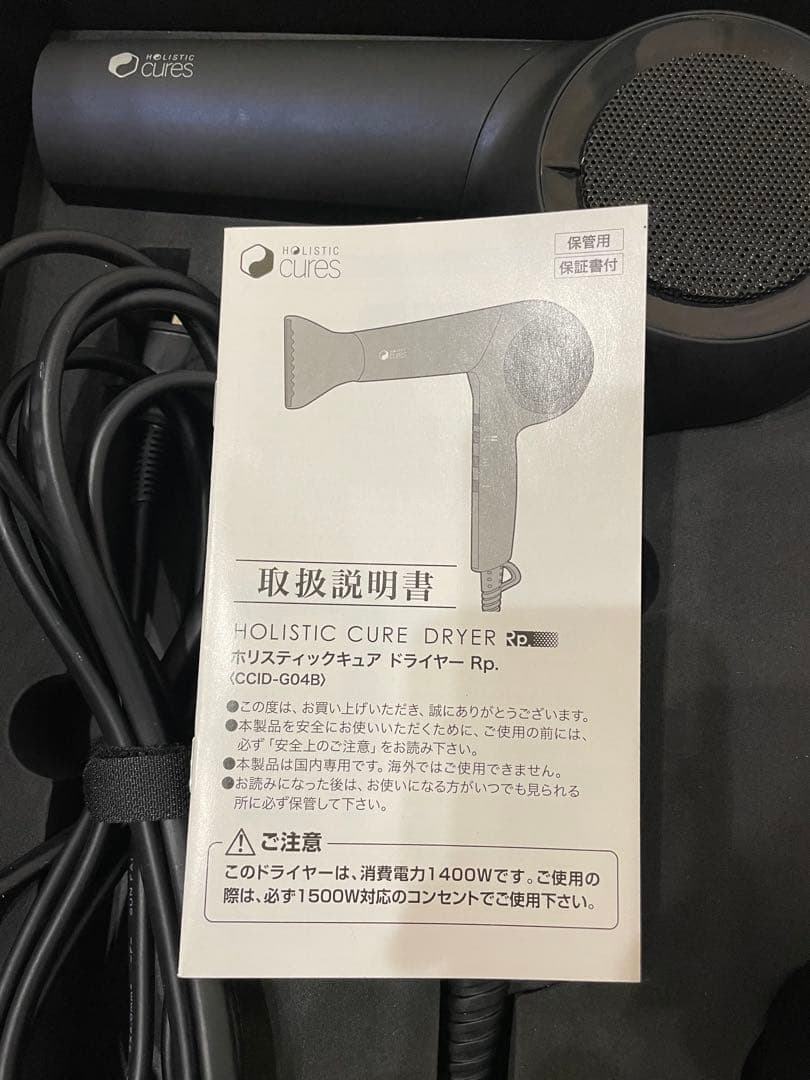 HOLISTIC
cures
HOLISTIC
cures
保管用
保証書付
cures
取扱説明書
HOLISTIC CURE DRYER Rp.
ホリスティックキュア ドライヤー Rp.
〈CCID-G04B〉
●この度は、お買い上げいただき、誠にありがとうございます。
●本製品を安全にお使いいただくために、ご使用の前には、
必ず「安全上のご注意」をお読み下さい。
●本製品は国内専用です。海外ではご使用できません。
●お読みになった後は、お使いになる方がいつでも見られる
所に必ず保管して下さい。
ご注意
このドライヤーは、消費電力1400Wです。ご使用の
際は、必ず1500W対応のコンセントでご使用下さい。